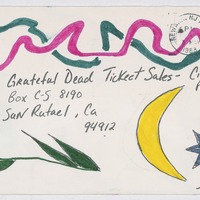 Grateful Dead Ticket Sales - C
Box C-S 8190
San Rafael, Ca
94912